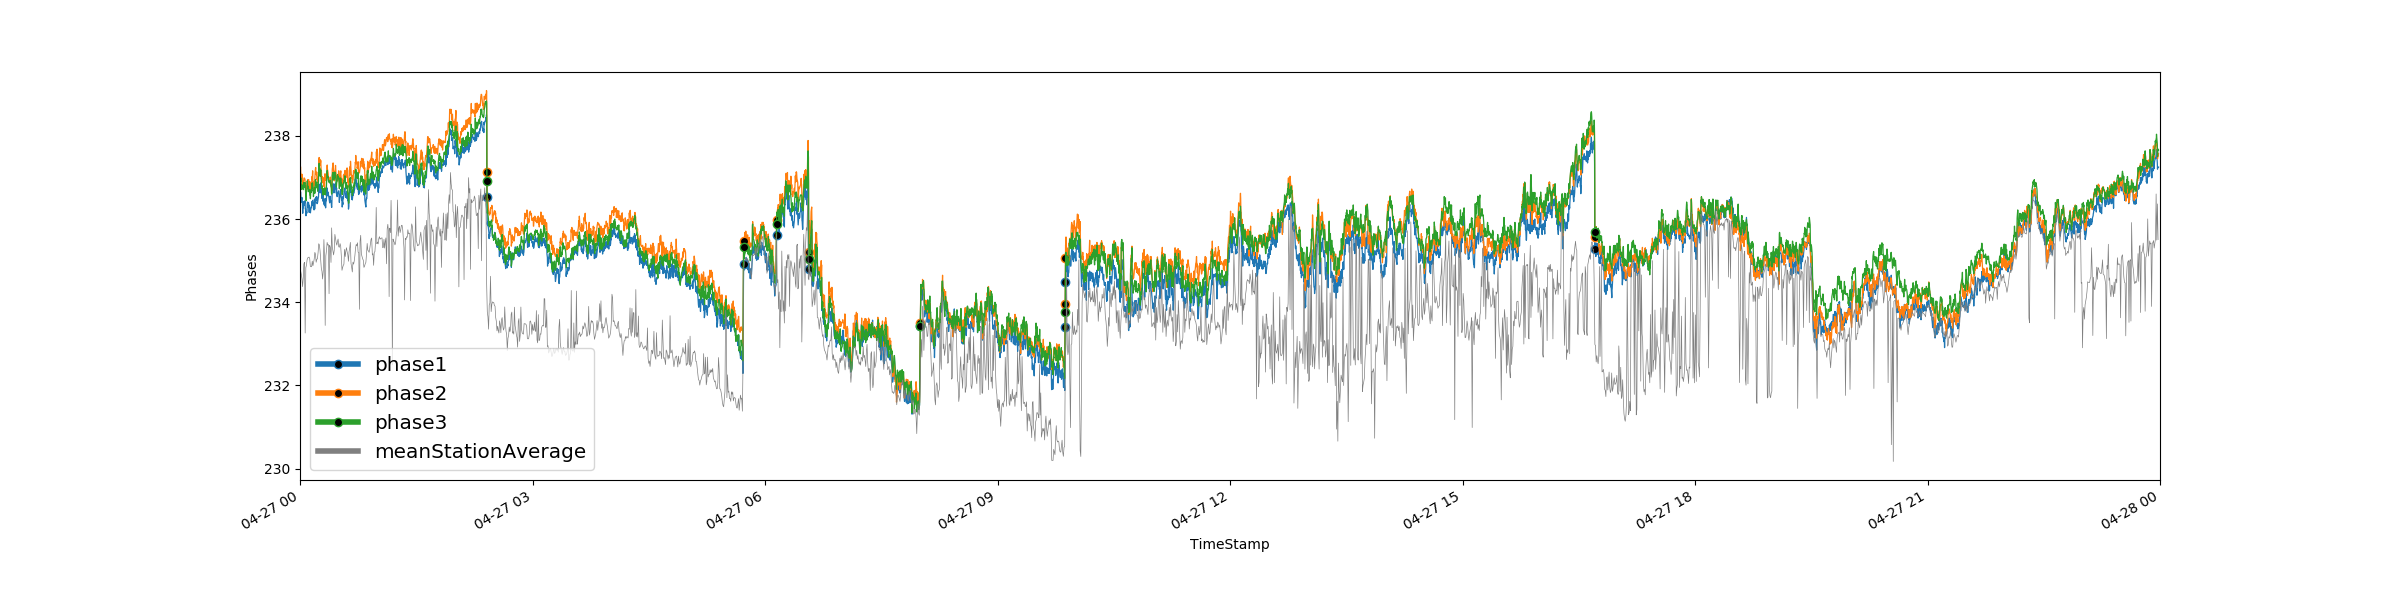 238
236
234
232
230
Phases
phase1
phase2
phase3
meanStationAverage
04-27 00
04-27 03
04-27 06
04-27 09
04-27 12
04-27 15
04-27 18
04-27 21
04-28 00
TimeStamp